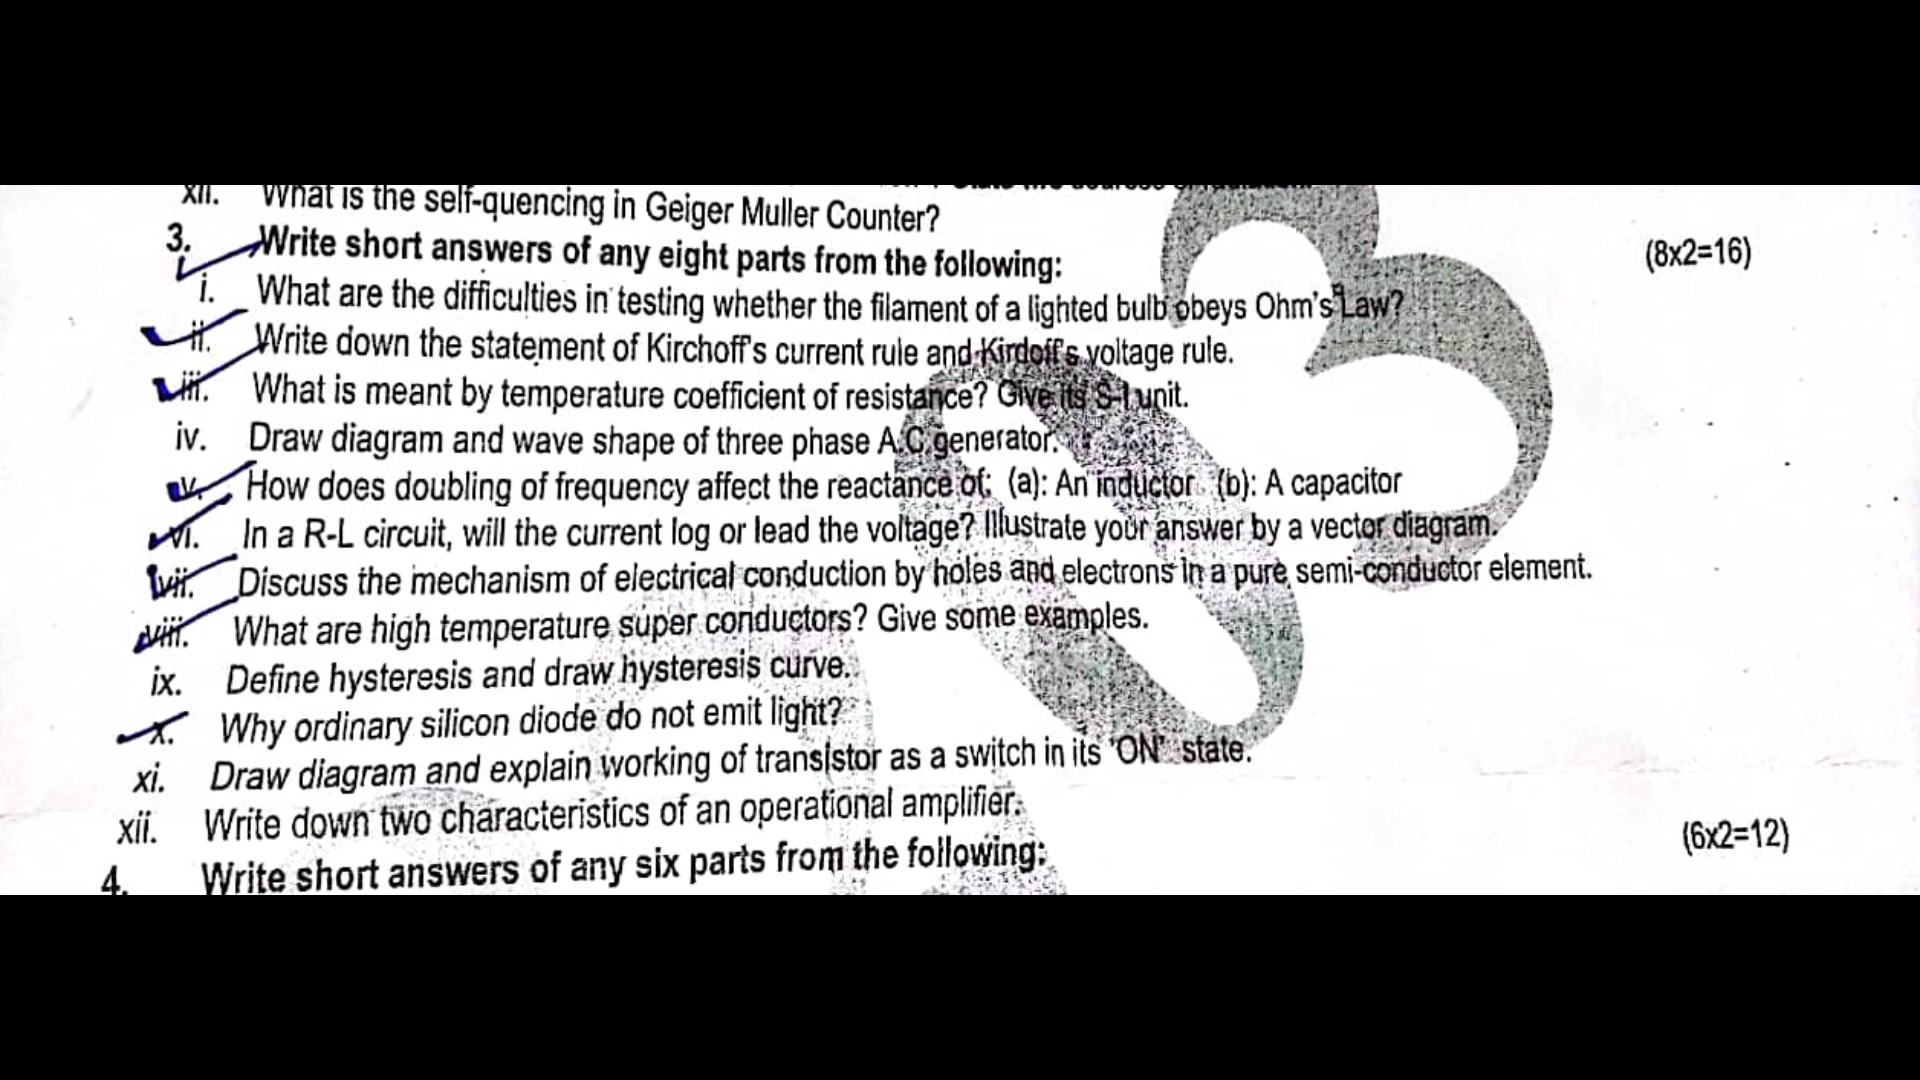 xii. What is the self-quencing in Geiger Muller Counter?
3. Write short answers of any eight parts from the following: (8x2=16)
i. What are the difficulties in testing whether the filament of a lighted bulb obeys Ohm's Law?
ii. Write down the statement of Kirchoff's current rule and Kirdoff's voltage rule.
iii. What is meant by temperature coefficient of resistance? Give its S-I unit.
iv. Draw diagram and wave shape of three phase A.C generator.
v. How does doubling of frequency affect the reactance of: (a): An inductor (b): A capacitor
vi. In a R-L circuit, will the current log or lead the voltage? Illustrate your answer by a vector diagram.
vii. Discuss the mechanism of electrical conduction by holes and electrons in a pure semi-conductor element.
viii. What are high temperature super conductors? Give some examples.
ix. Define hysteresis and draw hysteresis curve.
x. Why ordinary silicon diode do not emit light?
xi. Draw diagram and explain working of transistor as a switch in its 'ON' state.
xii. Write down two characteristics of an operational amplifier.
4. Write short answers of any six parts from the following: (6x2=12)